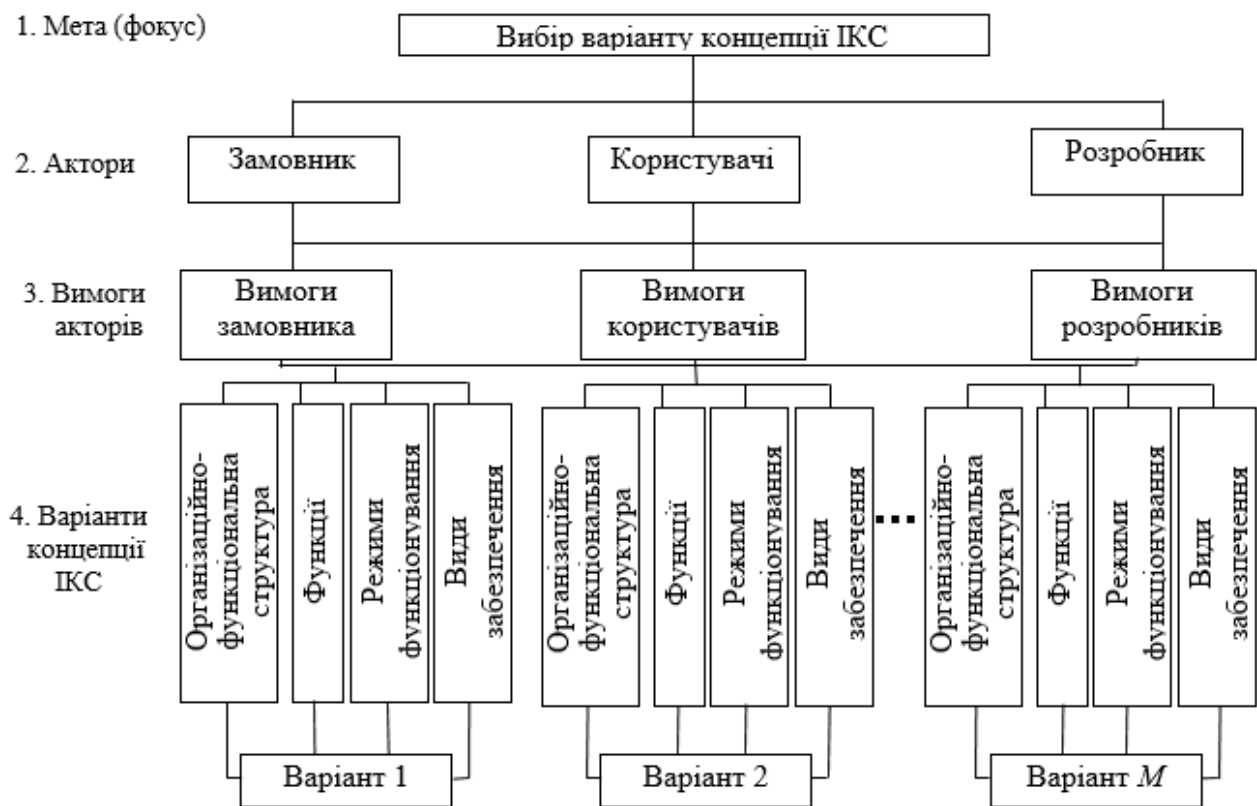 1. Мета (фокус)
Вибір варіанту концепції ІКС
2. Актори
Замовник
Користувачі
Розробник
3. Вимоги
акторів
Вимоги
замовника
Вимоги
користувачів
Вимоги
розробників
4. Варіанти
концепції
ІКС
Організаційно-
функціональна
структура
Функції
Режими
функціонування
Види
забезпечення
Організаційно-
функціональна
структура
Функції
Режими
функціонування
Види
забезпечення
...
Організаційно-
функціональна
структура
Функції
Режими
функціонування
Види
забезпечення
Варіант 1
Варіант 2
Варіант M